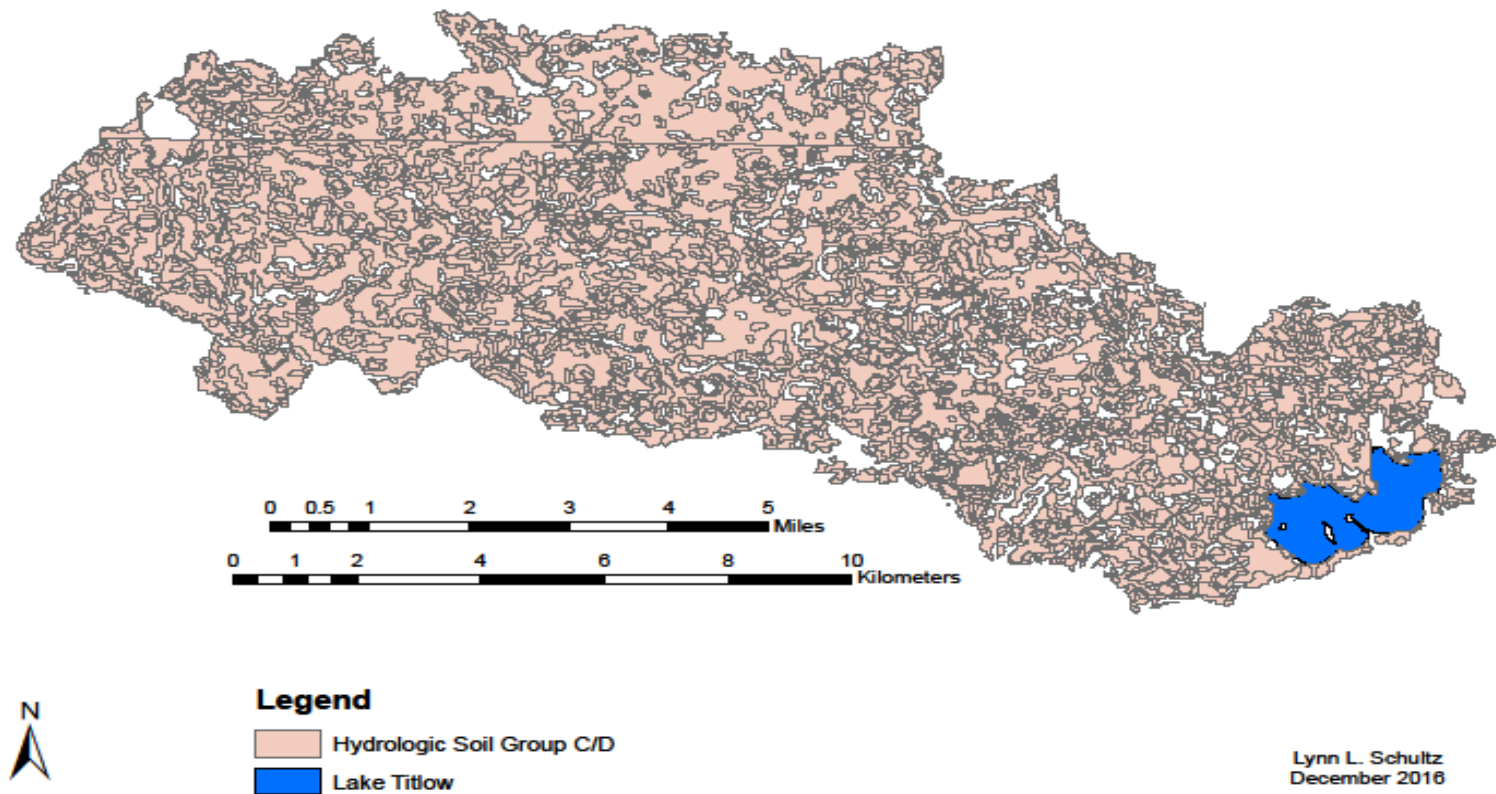 0 0.5 1 2 3 4 5
Miles
0 1 2 4 6 8 10
Kilometers
N
Legend
Hydrologic Soil Group C/D
Lake Titlow
Lynn L. Schultz
December 2016